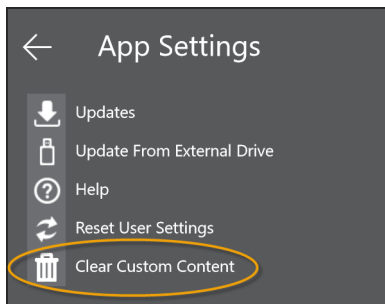 App Settings
Updates
Update From External Drive
Help
Reset User Settings
Clear Custom Content